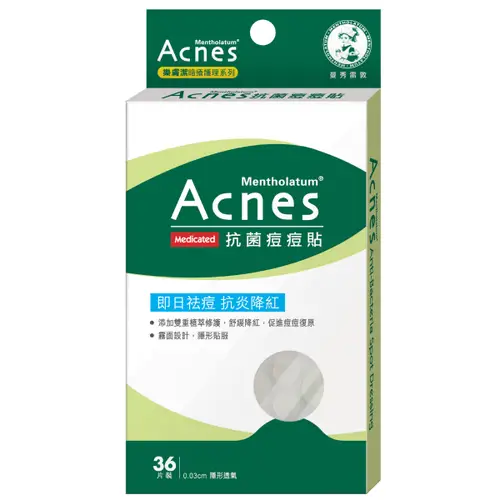 Mentholatum®
Acnes
樂膚潔暗瘡護理系列
曼秀雷敦
Acnes抗菌痘痘貼
Mentholatum®
Acnes
Medicated 抗菌痘痘貼
即日祛痘 抗炎降紅
• 添加雙重植萃修護，舒緩降紅，促進痘痘復原
• 霧面設計，隱形貼服
36
片裝
0.03cm 隱形透氣
Acnes Anti-Bacteria Spot Dressing